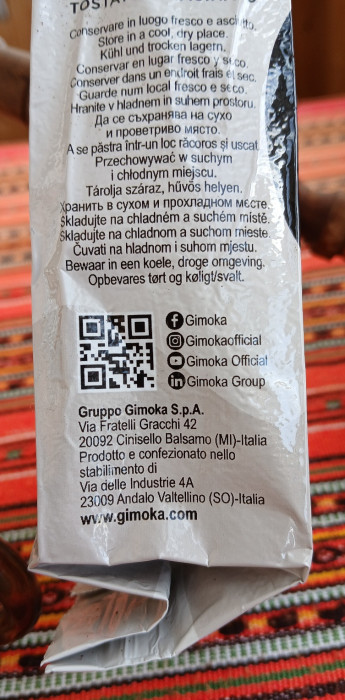 Conservare in luogo fresco e asciutto.
Store in a cool, dry place.
Kühl und trocken lagern.
Conservar en lugar fresco y seco.
Conserver dans un endroit frais et sec.
Guarde num local fresco e seco.
Hranite v hladnem in suhem prostoru.
Да се съхранява на сухо
и проветриво място.
A se păstra într-un loc răcoros și uscat.
Przechowywać w suchym
i chłodnym miejscu.
Tárolja száraz, hűvös helyen.
Хранить в сухом и прохладном месте.
Skladujte na chladném a suchém místě.
Skladujte na chladnom a suchom mieste.
Čuvati na hladnom i suhom mjestu.
Bewaar in een koele, droge omgeving.
Opbevares tørt og køligt/svalt.
Gimoka
Gimokaofficial
Gimoka Official
Gimoka Group
Gruppo Gimoka S.p.A.
Via Fratelli Gracchi 42
20092 Cinisello Balsamo (MI)-Italia
Prodotto e confezionato nello
stabilimento di
Via delle Industrie 4A
23009 Andalo Valtellino (SO)-Italia
www.gimoka.com